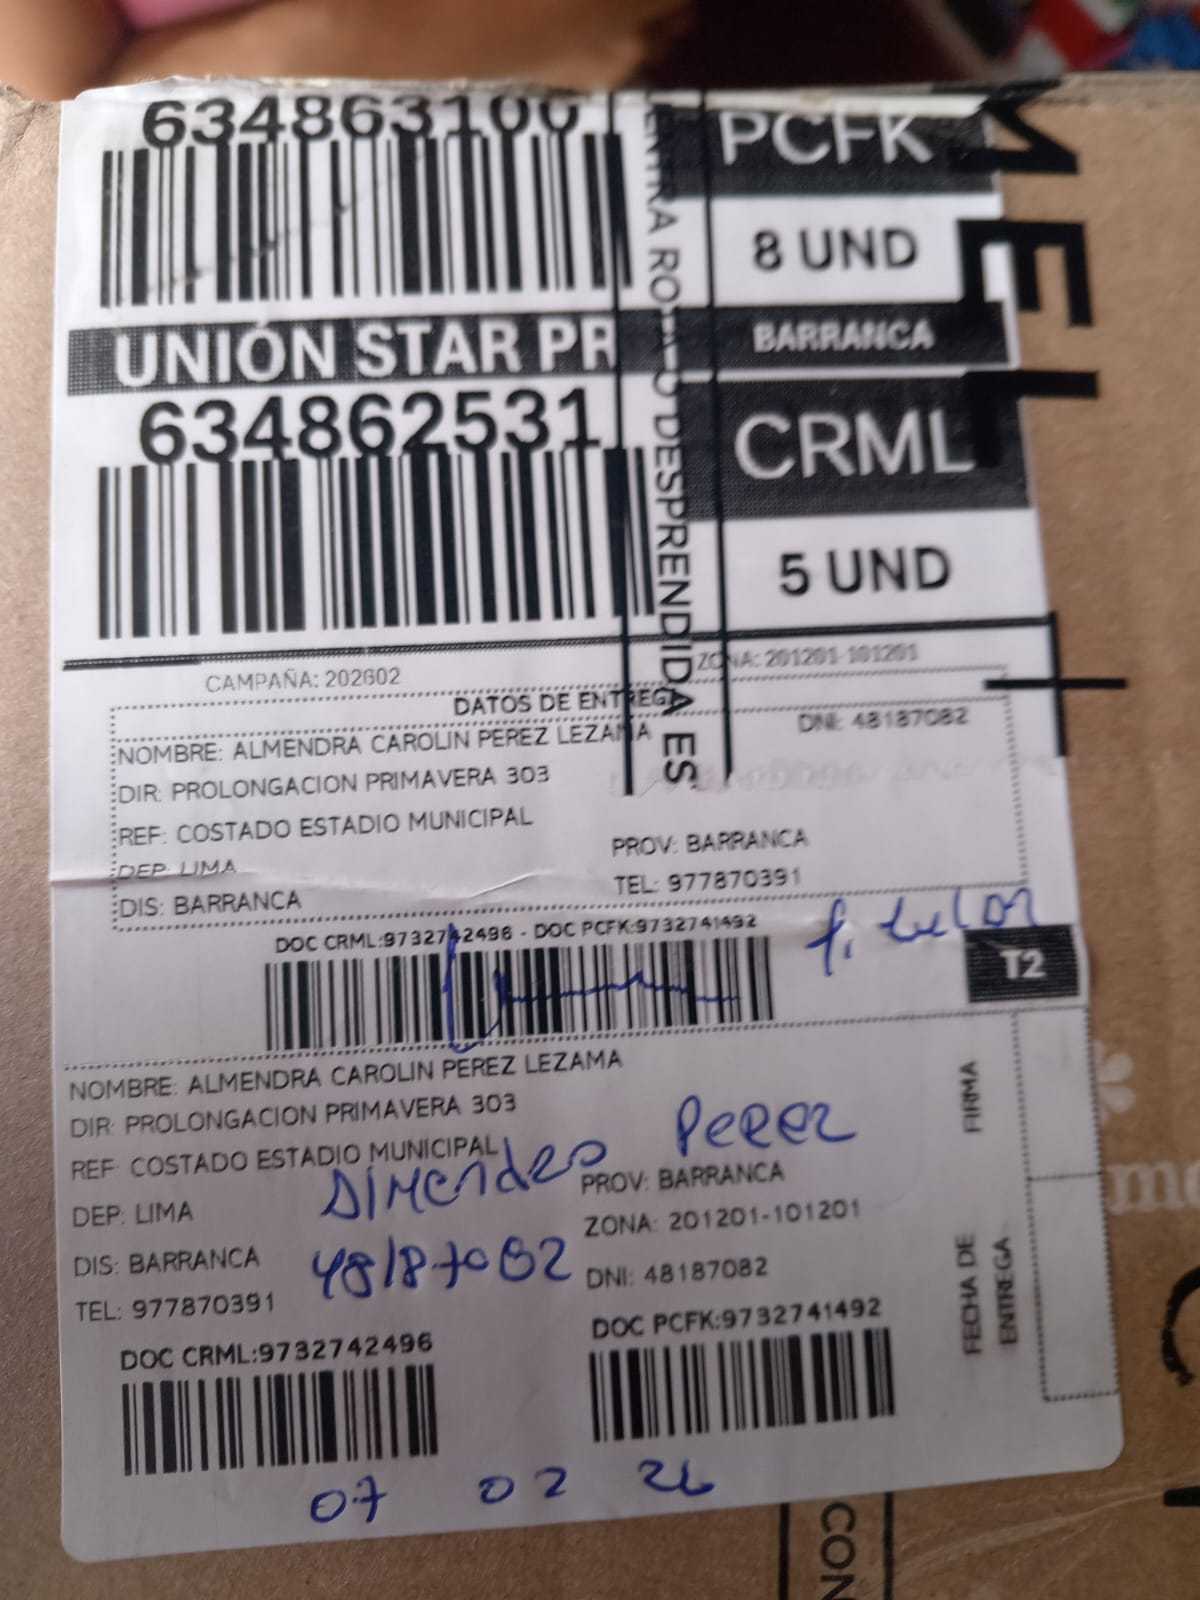 634863100
PCFK
8 UND
UNIÓN STAR PR
BARRANCA
634862531
CRML
5 UND
DESPRENDIDA ES
MEL
CAMPAÑA: 202602
ZONA: 201201-101201
DATOS DE ENTREGA
NOMBRE: ALMENDRA CAROLIN PEREZ LEZAMA
DNI: 48187082
DIR: PROLONGACION PRIMAVERA 303
REF: COSTADO ESTADIO MUNICIPAL
DEP: LIMA
PROV: BARRANCA
DIS: BARRANCA
TEL: 977870391
DOC CRML:9732742496 - DOC PCFK:9732741492
T2
NOMBRE: ALMENDRA CAROLIN PEREZ LEZAMA
DIR: PROLONGACION PRIMAVERA 303
REF: COSTADO ESTADIO MUNICIPAL
Perez
DEP: LIMA
PROV: BARRANCA
ZONA: 201201-101201
DIS: BARRANCA
48187082
DNI: 48187082
TEL: 977870391
DOC CRML:9732742496
DOC PCFK:9732741492
FIRMA
FECHA DE
ENTREGA
07 02 26
CON